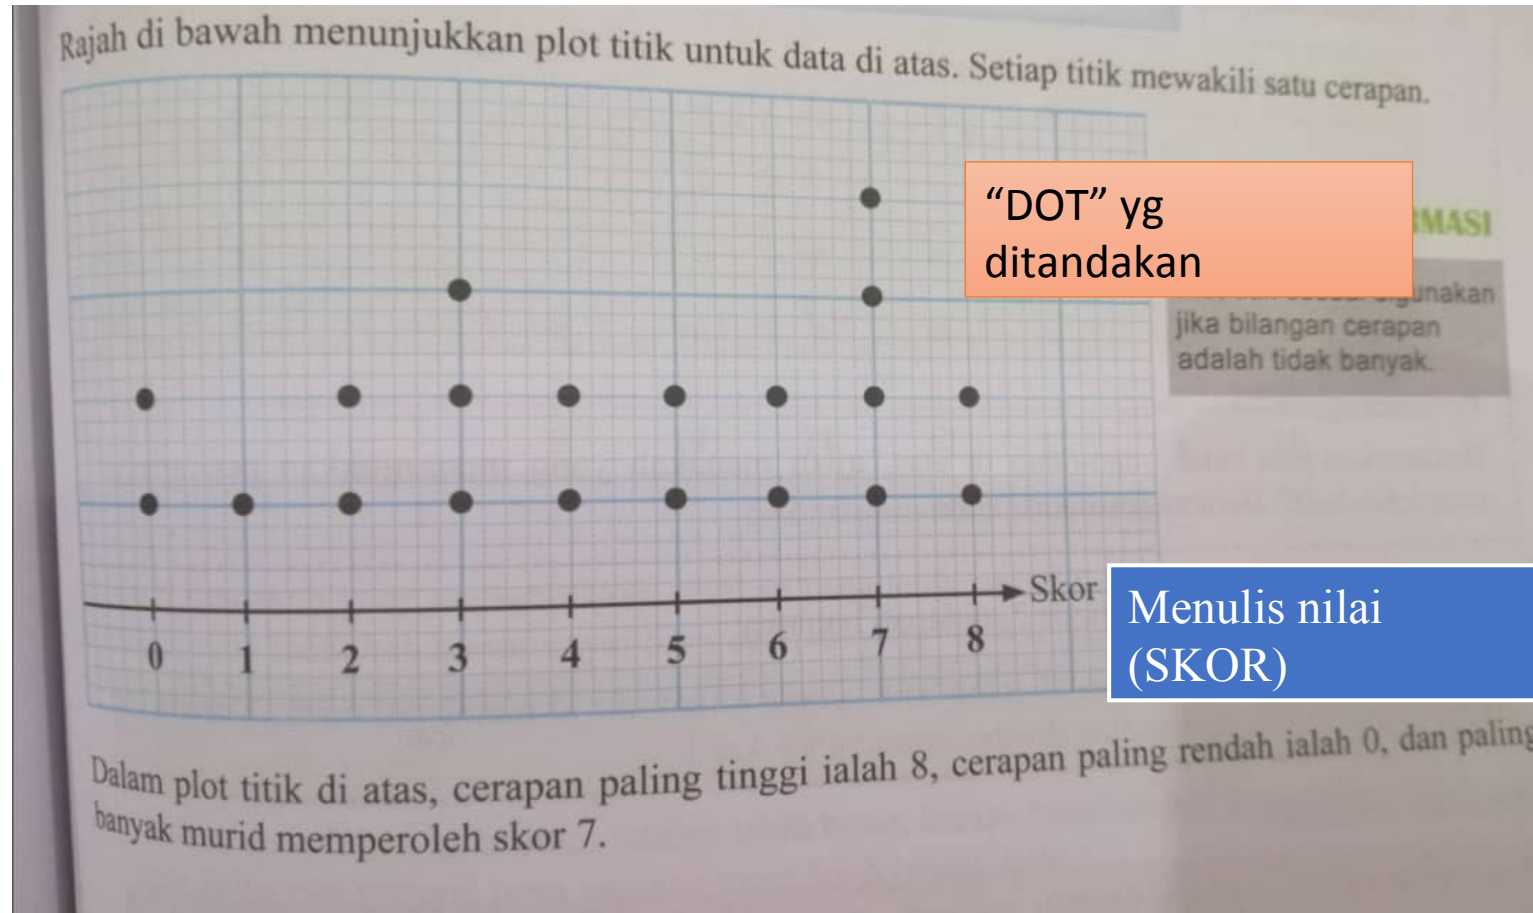 Rajah di bawah menunjukkan plot titik untuk data di atas. Setiap titik mewakili satu cerapan.
“DOT” yg
ditandakan
MASI
unakan
jika bilangan cerapan
adalah tidak banyak.
Skor
0 1 2 3 4 5 6 7 8
Menulis nilai
(SKOR)
Dalam plot titik di atas, cerapan paling tinggi ialah 8, cerapan paling rendah ialah 0, dan paling
banyak murid memperoleh skor 7.